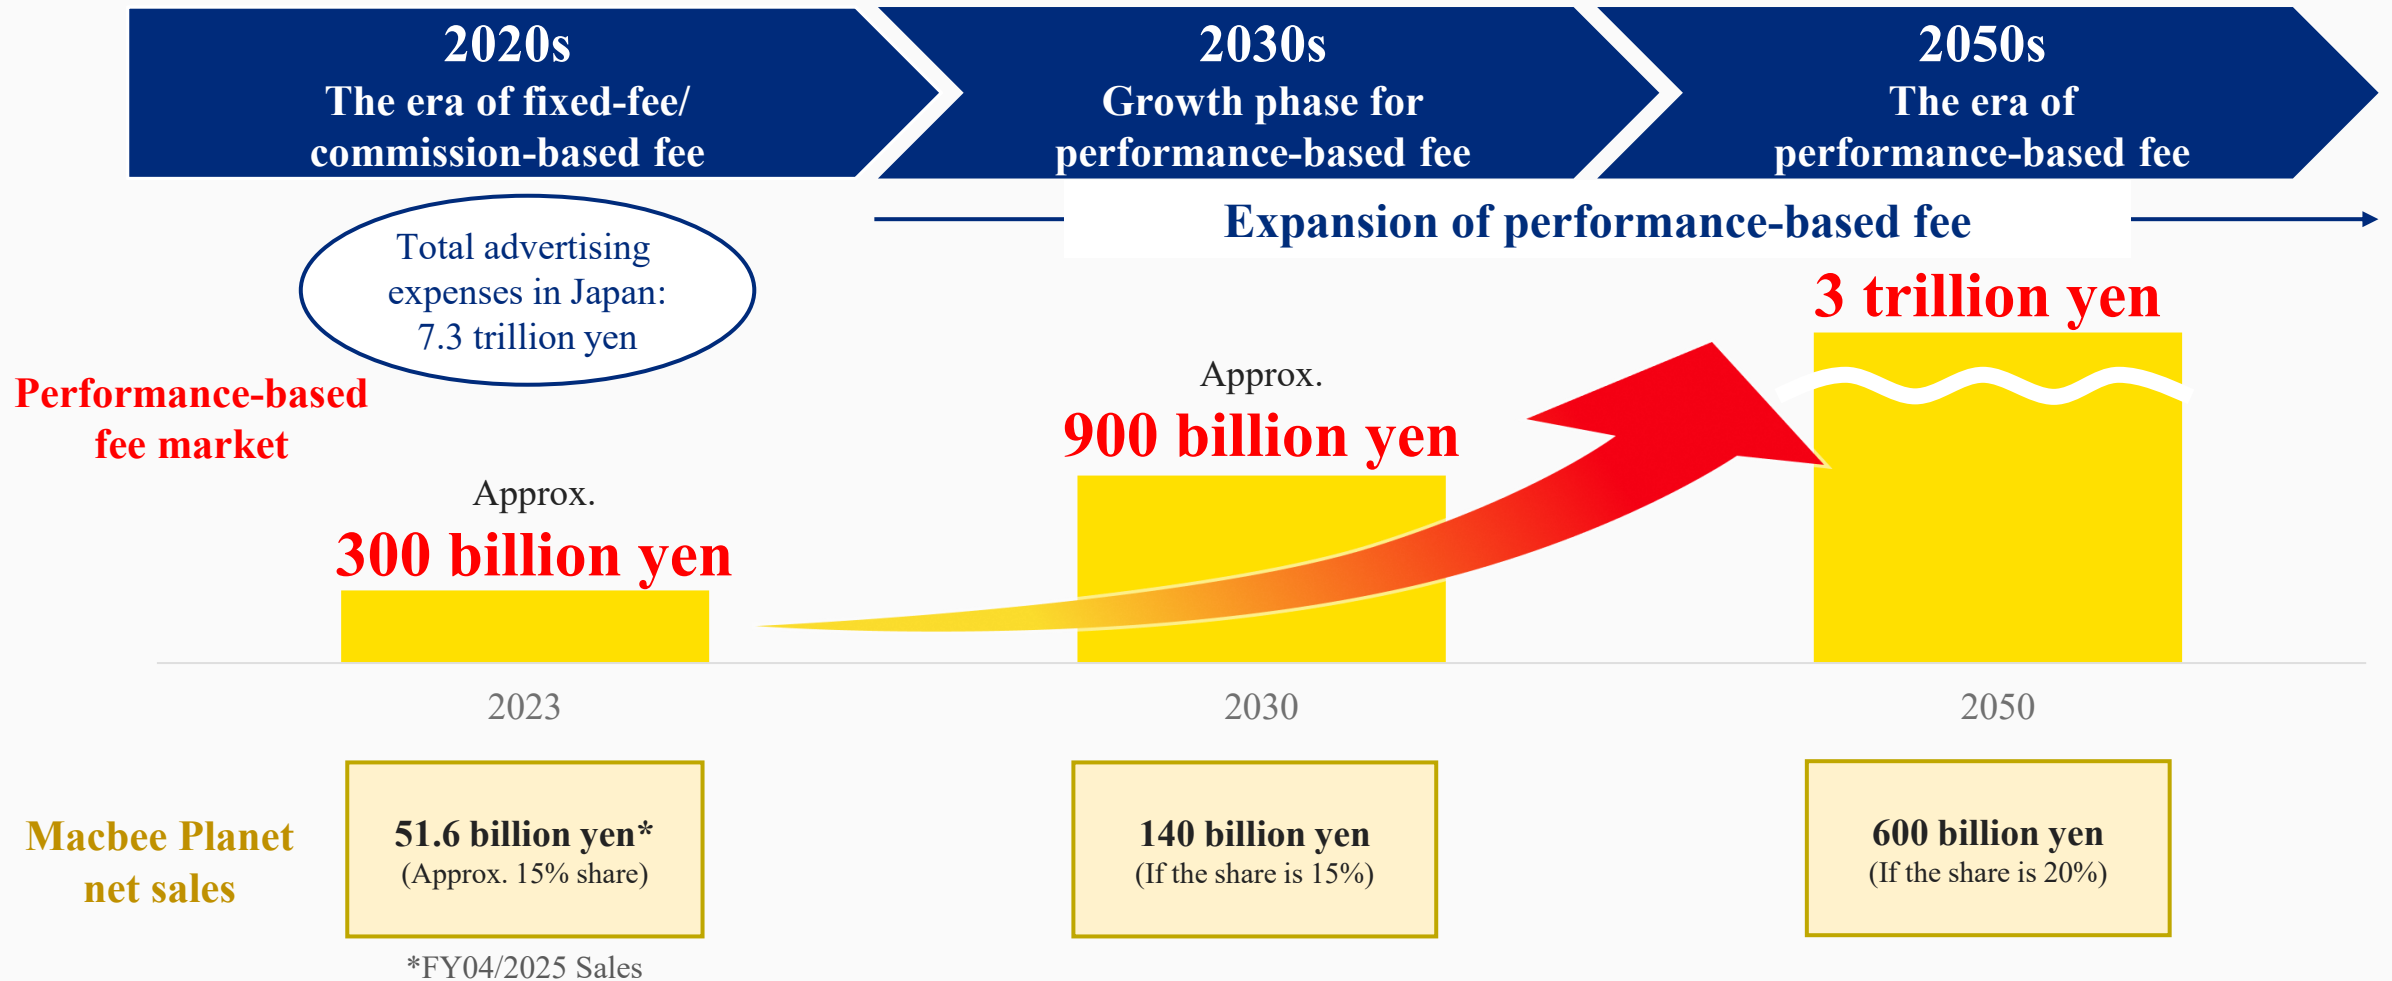 2020s
The era of fixed-fee/
commission-based fee
2030s
Growth phase for
performance-based fee
2050s
The era of
performance-based fee
Expansion of performance-based fee
Total advertising
expenses in Japan:
7.3 trillion yen
Performance-based
fee market
Approx.
300 billion yen
Approx.
900 billion yen
3 trillion yen
2023
2030
2050
Macbee Planet
net sales
51.6 billion yen*
(Approx. 15% share)
140 billion yen
(If the share is 15%)
600 billion yen
(If the share is 20%)
*FY04/2025 Sales